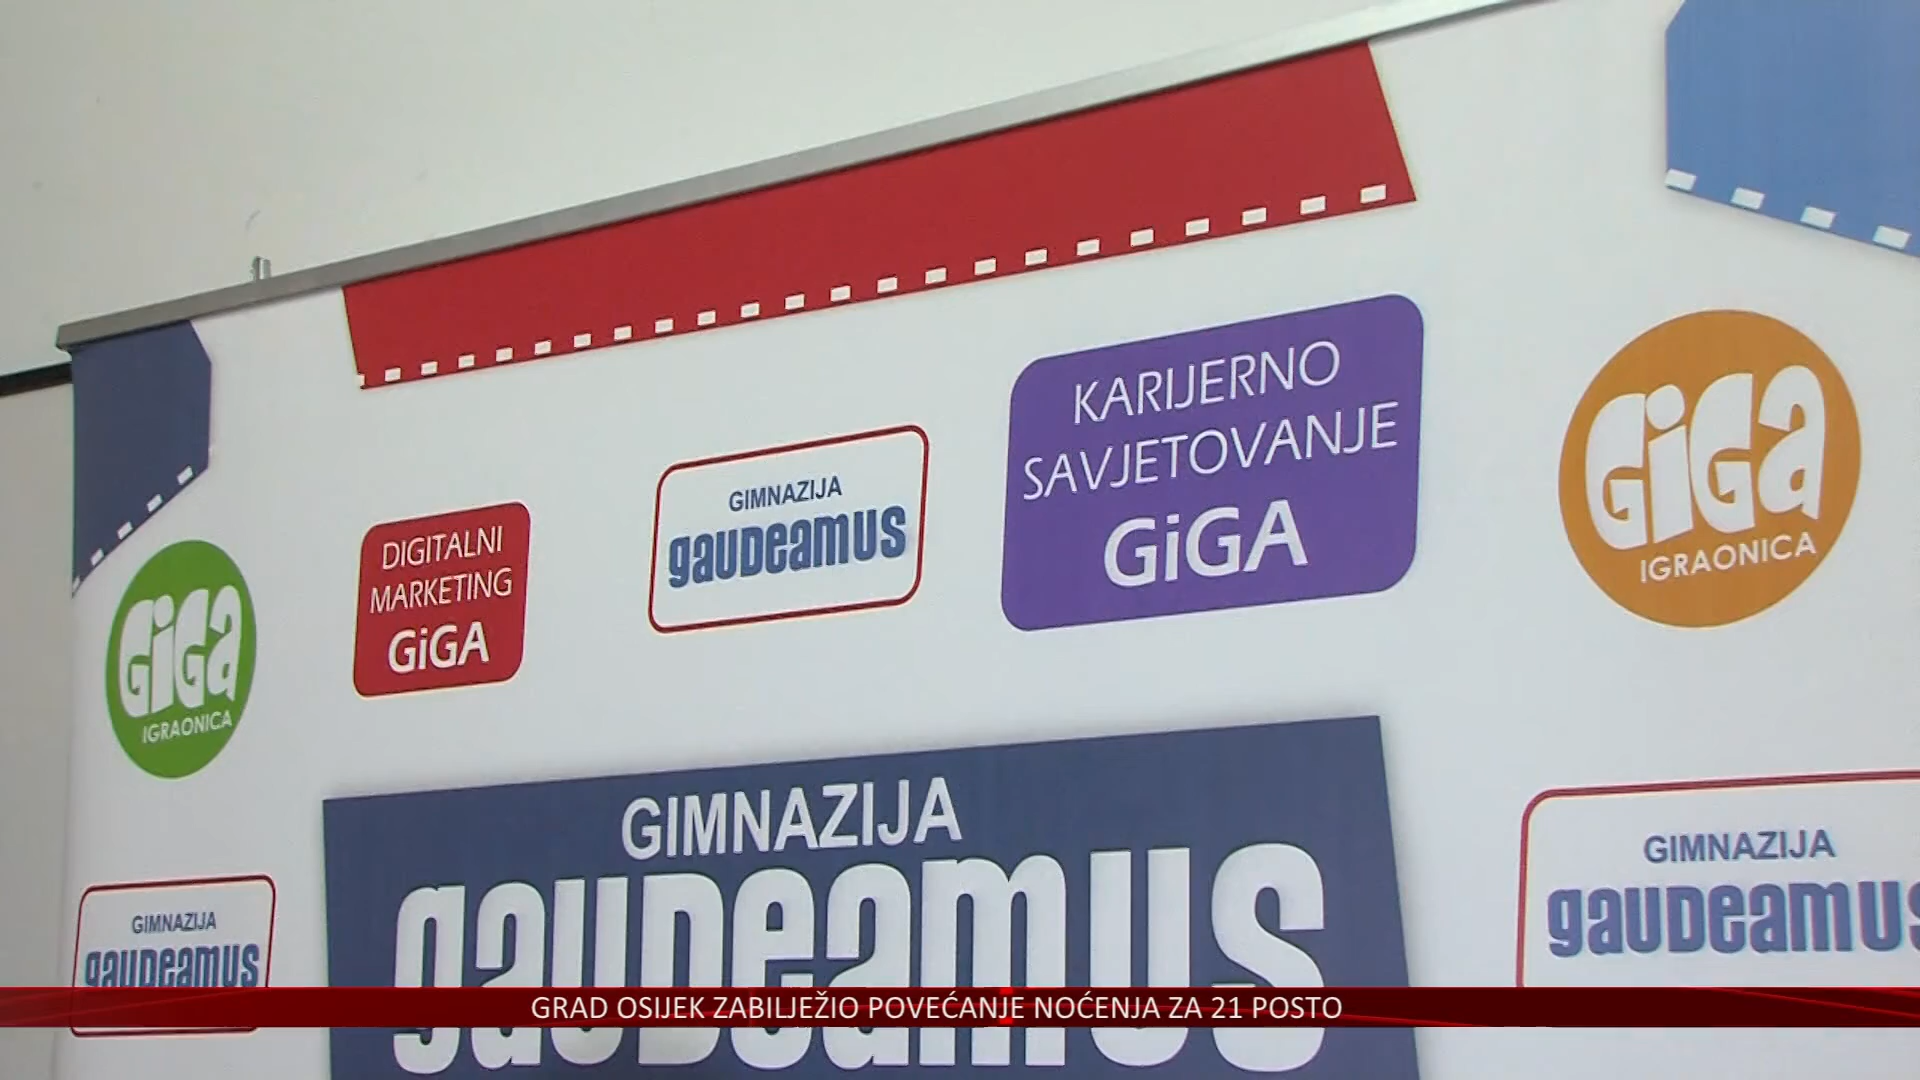 KARIJERNO
SAVJETOVANJE
GiGA
GiGa
IGRAONICA
GIMNAZIJA
gauDeamus
DIGITALNI
MARKETING
GiGA
GiGa
IGRAONICA
GIMNAZIJA
gauDeamus
GIMNAZIJA
gauDeamus
GIMNAZIJA
gauDeamus
GRAD OSIJEK ZABILJEŽIO POVEĆANJE NOĆENJA ZA 21 POSTO